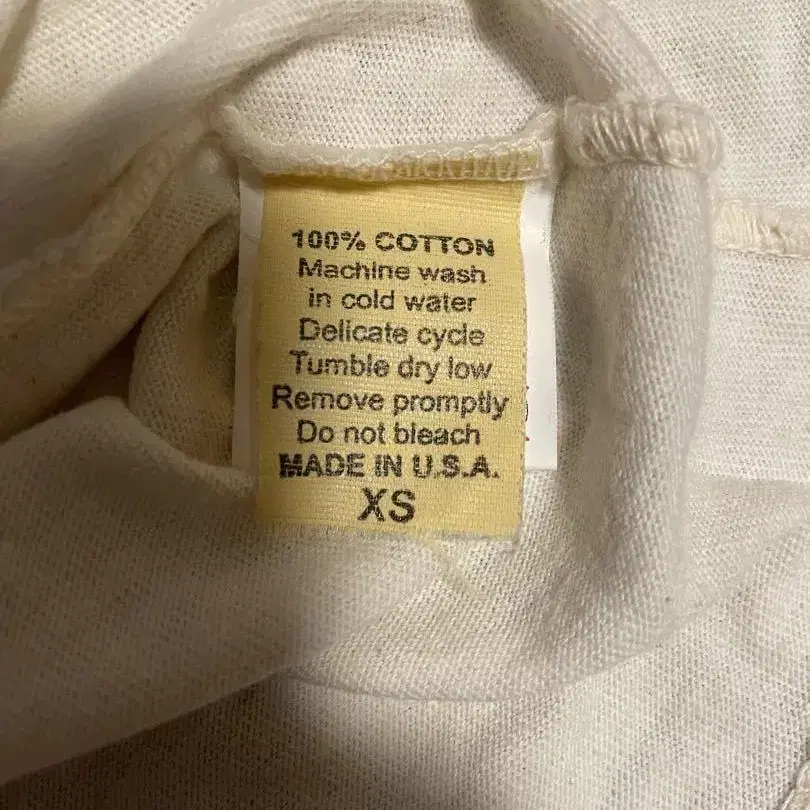 100% COTTON
Machine wash
in cold water
Delicate cycle
Tumble dry low
Remove promptly
Do not bleach
MADE IN U.S.A.
XS